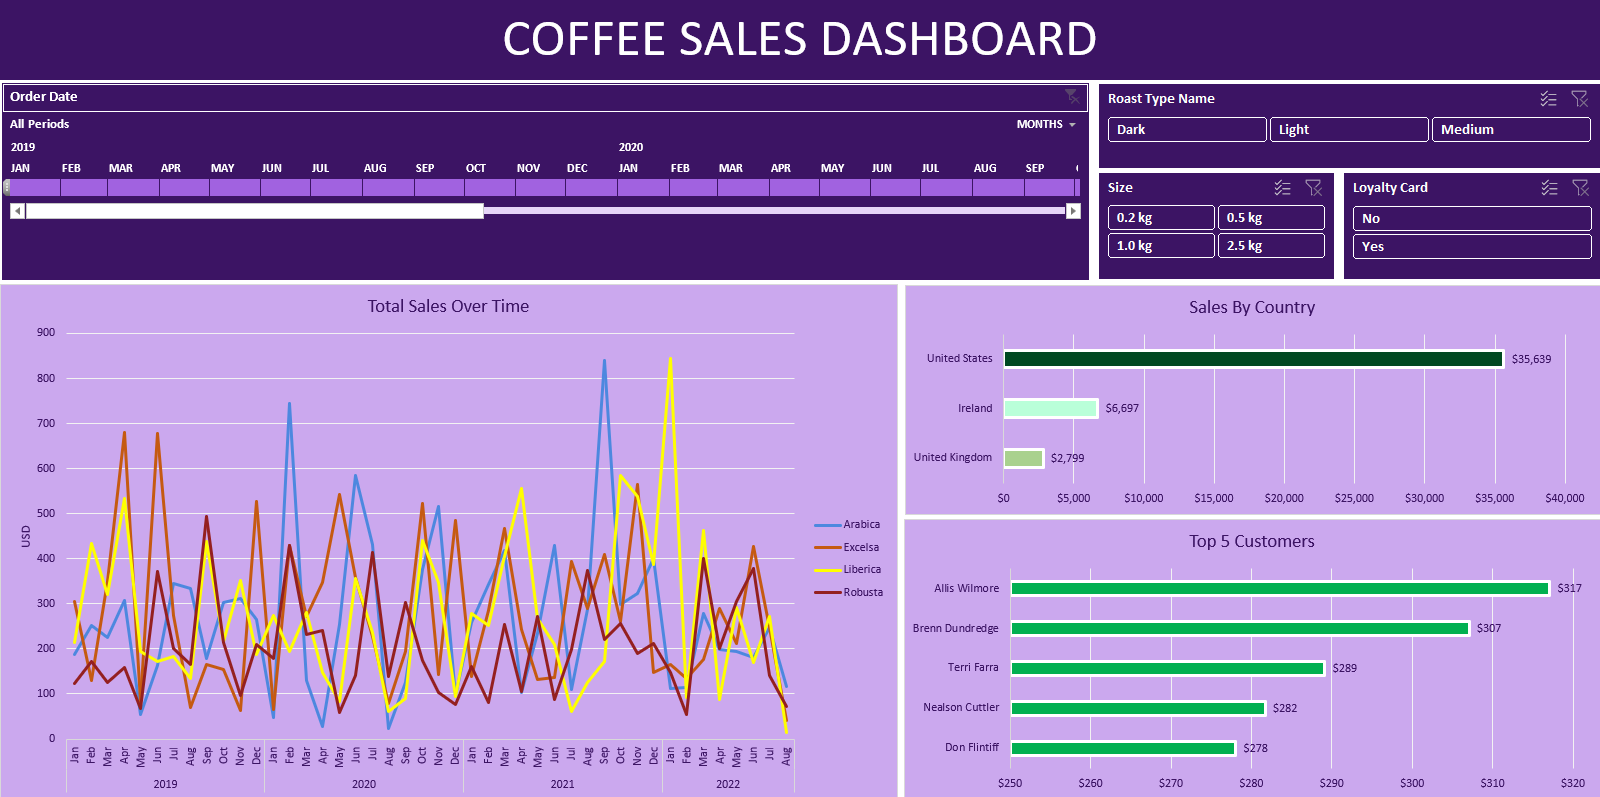 COFFEE SALES DASHBOARD
Order Date
All Periods
MONTHS
2019 2020
JAN FEB MAR APR MAY JUN JUL AUG SEP OCT NOV DEC JAN FEB MAR APR MAY JUN JUL AUG SEP
Roast Type Name
Dark Light Medium
Size
0.2 kg 0.5 kg
1.0 kg 2.5 kg
Loyalty Card
No
Yes
Total Sales Over Time
900
800
700
600
500
400
300
200
100
0
USD
Jan Feb Mar Apr May Jun Jul Aug Sep Oct Nov Dec Jan Feb Mar Apr May Jun Jul Aug Sep Oct Nov Dec Jan Feb Mar Apr May Jun Jul Aug Sep Oct Nov Dec Jan Feb Mar Apr May Jun Jul Aug
2019 2020 2021 2022
Arabica
Excelsa
Liberica
Robusta
Sales By Country
United States $35,639
Ireland $6,697
United Kingdom $2,799
$0 $5,000 $10,000 $15,000 $20,000 $25,000 $30,000 $35,000 $40,000
Top 5 Customers
Allis Wilmore $317
Brenn Dundredge $307
Terri Farra $289
Nealson Cuttler $282
Don Flintiff $278
$250 $260 $270 $280 $290 $300 $310 $320